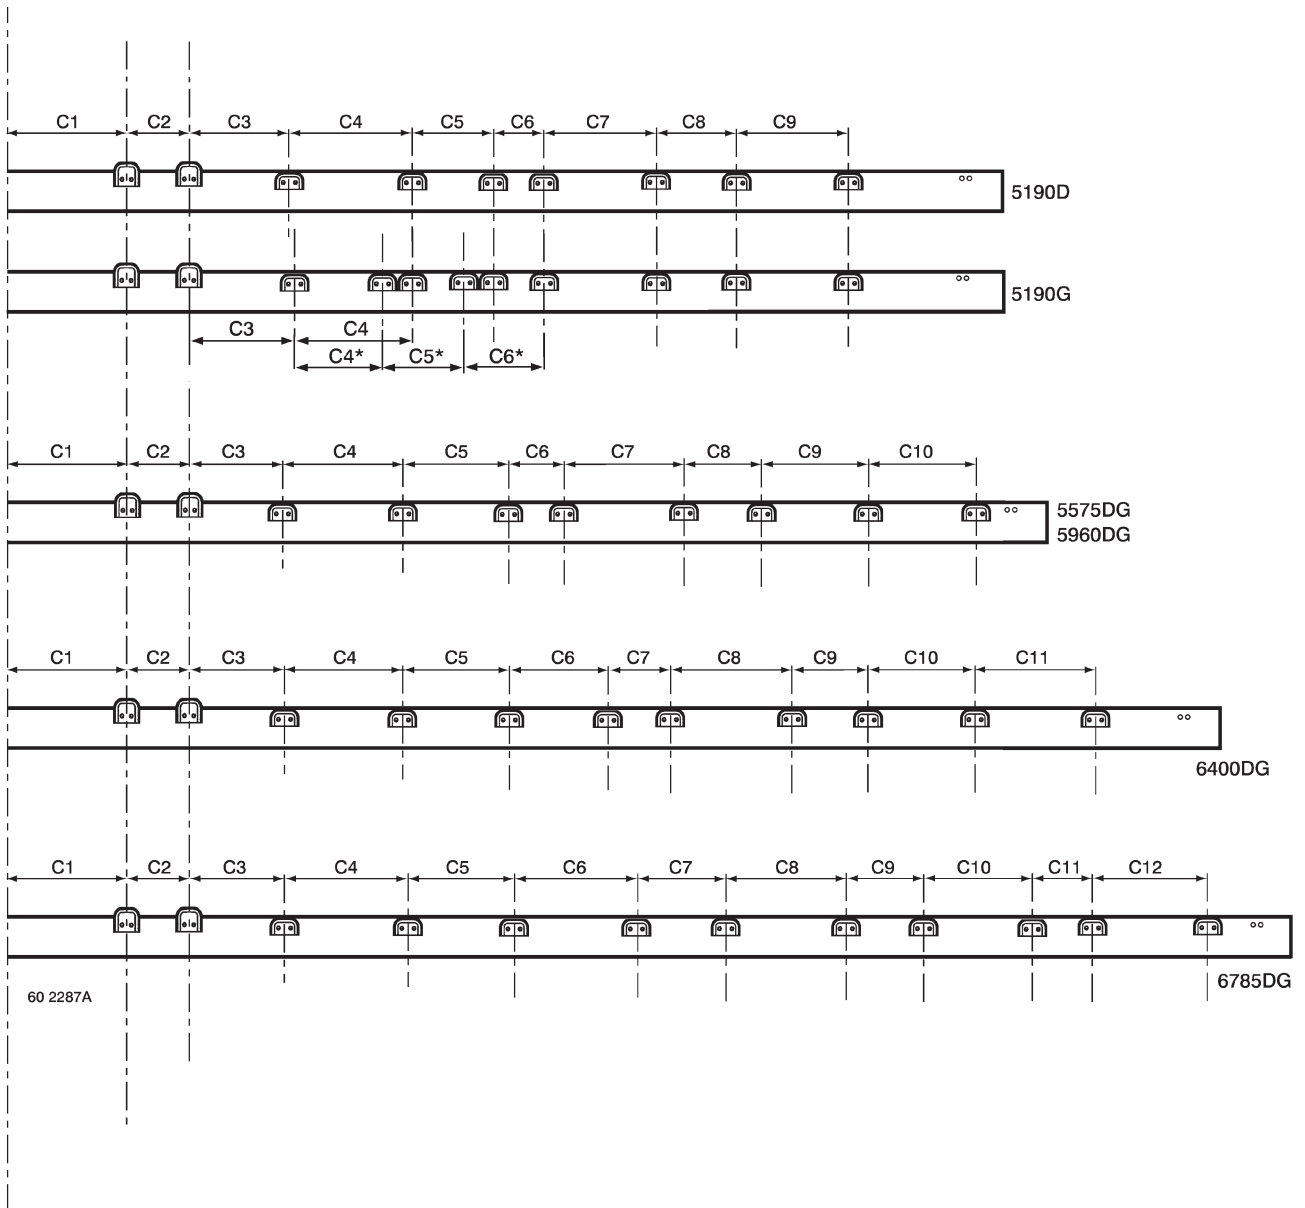 C1 C2 C3 C4 C5 C6 C7 C8 C9
5190D
5190G
C3 C4
C4* C5* C6*
C1 C2 C3 C4 C5 C6 C7 C8 C9 C10
5575DG
5960DG
C1 C2 C3 C4 C5 C6 C7 C8 C9 C10 C11
6400DG
C1 C2 C3 C4 C5 C6 C7 C8 C9 C10 C11 C12
6785DG
60 2287A